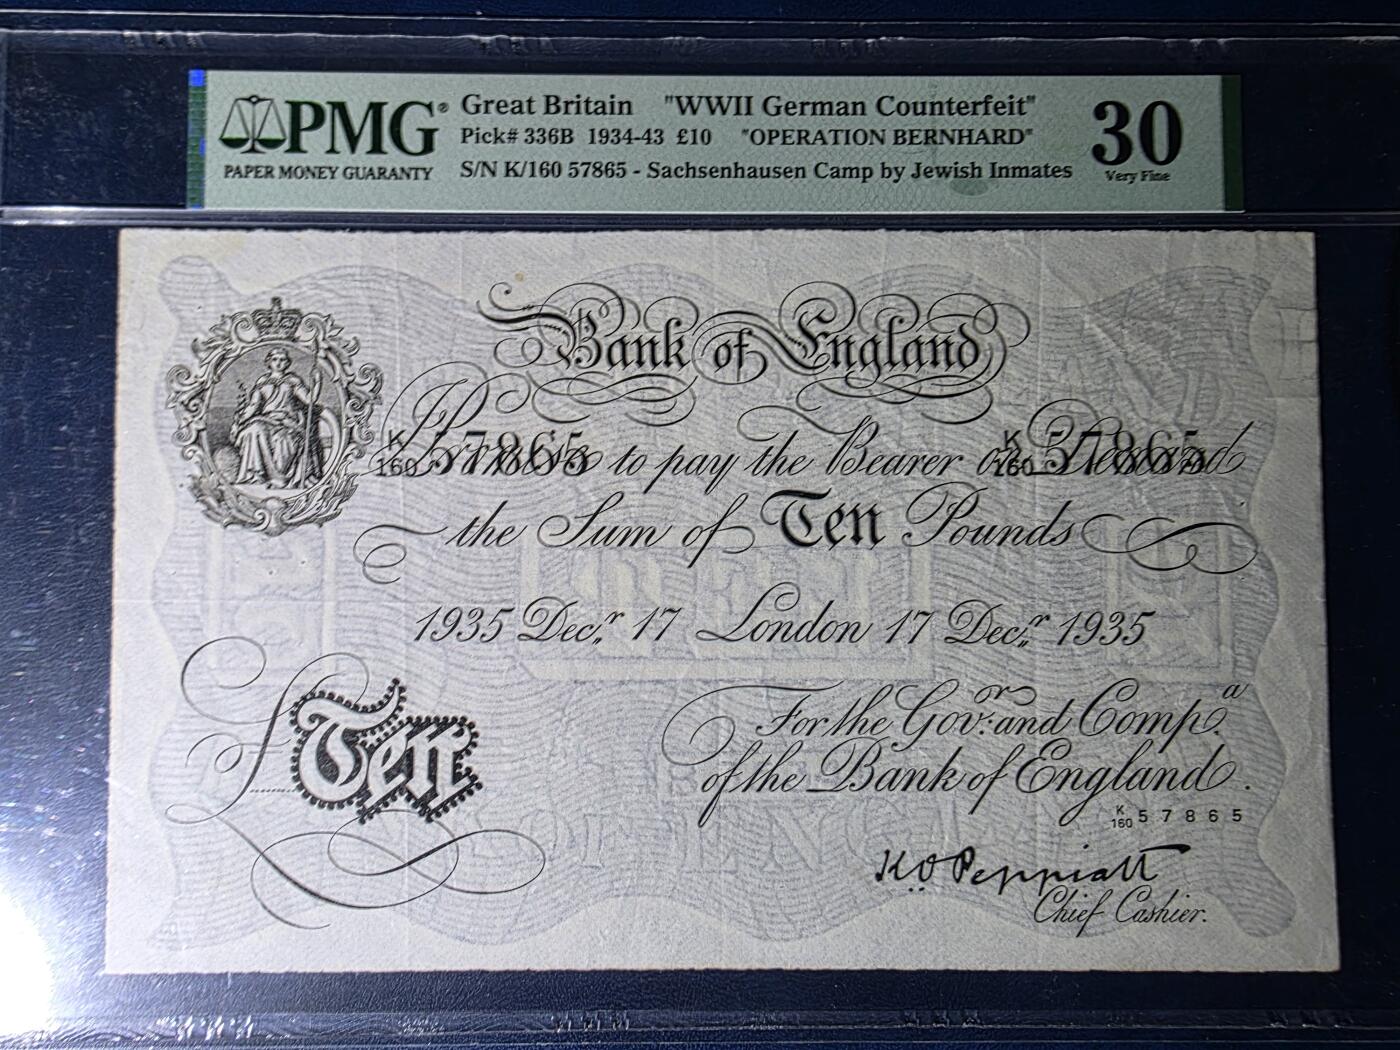 PMG®
PAPER MONEY GUARANTY
Great Britain "WWII German Counterfeit"
Pick# 336B 1934-43 £10 "OPERATION BERNHARD"
S/N K/160 57865 - Sachsenhausen Camp by Jewish Inmates
30
Very Fine
Bank of England
K/160 57865 K/160 57865
I Promise to pay the Bearer on Demand
the Sum of Ten Pounds
1935 Decr. 17 London 17 Decr. 1935
£Ten
For the Govr. and Compa.
of the Bank of England.
K/160 57865
K.O. Peppiatt
Chief Cashier.